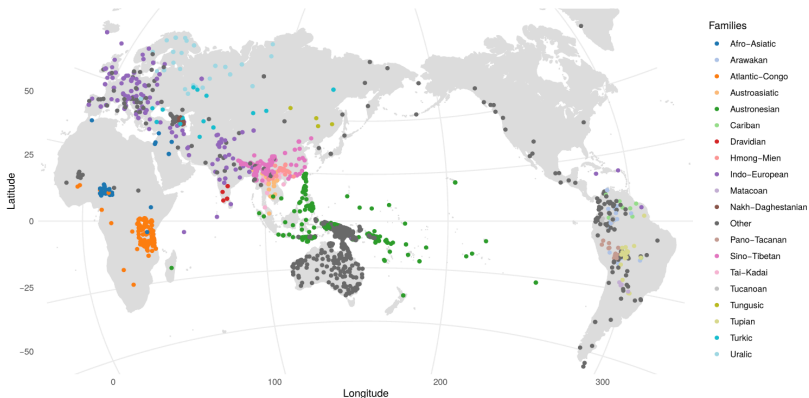 Families
Afro−Asiatic
Arawakan
Atlantic−Congo
Austroasiatic
Austronesian
Cariban
Dravidian
Hmong−Mien
Indo−European
Matacoan
Nakh−Daghestanian
Other
Pano−Tacanan
Sino−Tibetan
Tai−Kadai
Tucanoan
Tungusic
Tupian
Turkic
Uralic
Latitude
50
25
0
−25
−50
0
100
200
300
Longitude